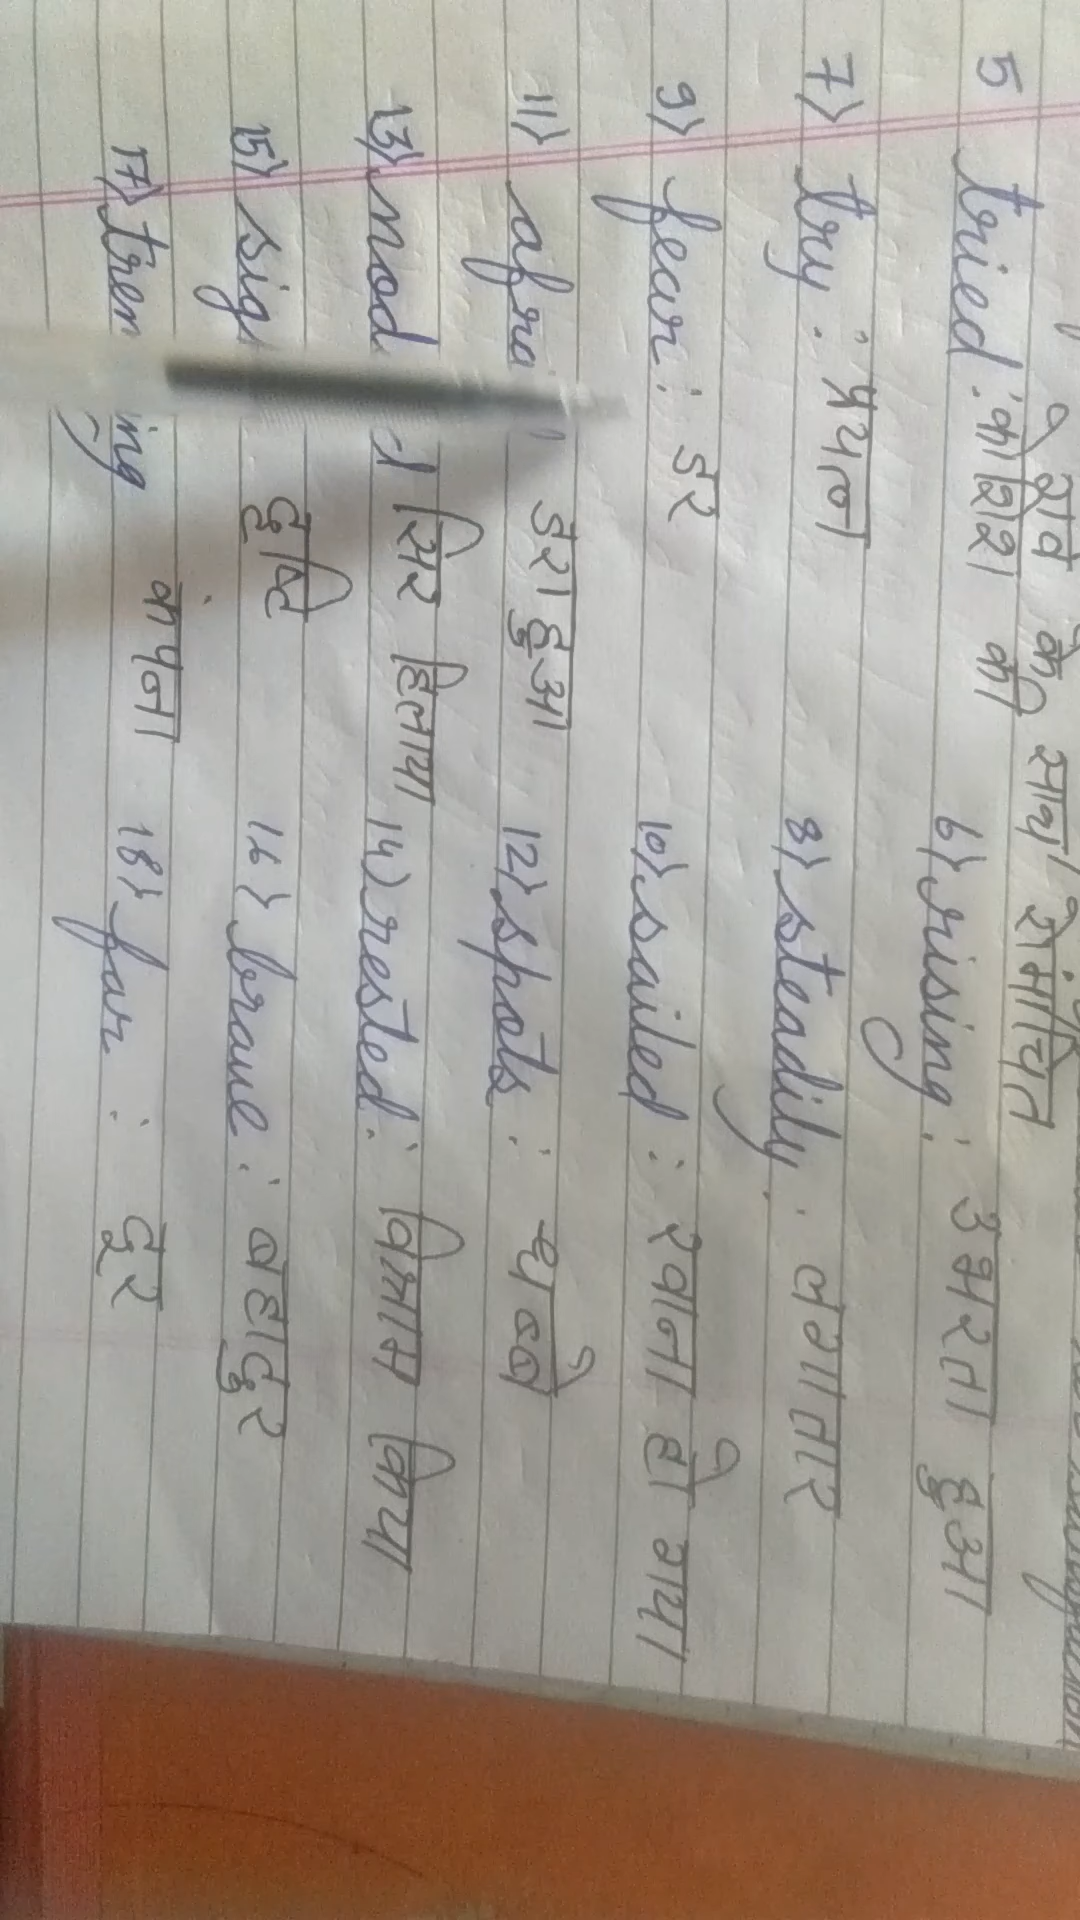 शव के साथ / रोमांचित
5 tried : कोशिश की 6) rising : उभरता हुआ
7) try : प्रयत्न 8) steadily : लगातार
9) fear : डर 10) sailed : रवाना हो गया
11) डरा हुआ 12) spots : धब्बे
13) सिर हिलाया 14) rested : विश्राम किया
15) दृष्टि 16) brave : बहादुर
17) कापना 18) far : दूर